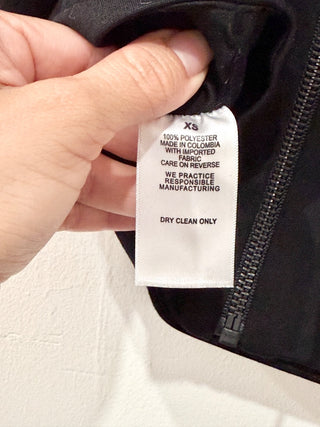 XS
100% POLYESTER
MADE IN COLOMBIA
WITH IMPORTED
FABRIC
CARE ON REVERSE
WE PRACTICE
RESPONSIBLE
MANUFACTURING
DRY CLEAN ONLY